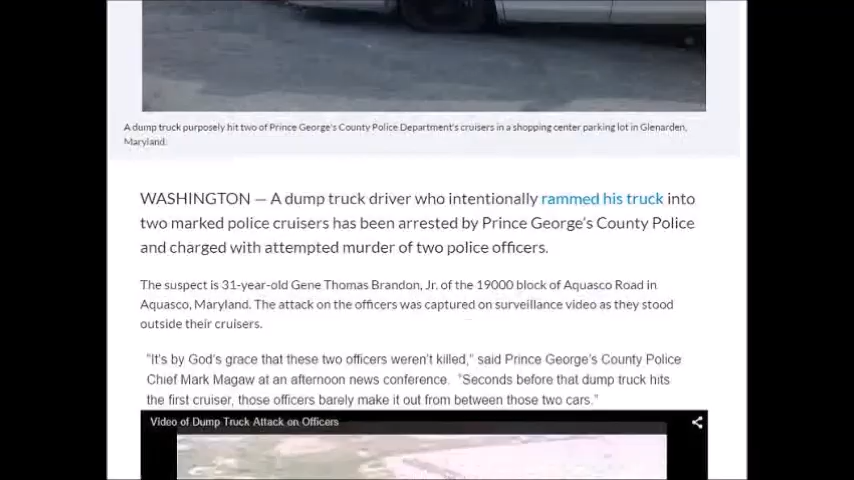 A dump truck purposely hit two of Prince George's County Police Department's cruisers in a shopping center parking lot in Glenarden,
Maryland.
WASHINGTON — A dump truck driver who intentionally rammed his truck into
two marked police cruisers has been arrested by Prince George's County Police
and charged with attempted murder of two police officers.
The suspect is 31-year-old Gene Thomas Brandon, Jr. of the 19000 block of Aquasco Road in
Aquasco, Maryland. The attack on the officers was captured on surveillance video as they stood
outside their cruisers.
"It's by God's grace that these two officers weren't killed," said Prince George's County Police
Chief Mark Magaw at an afternoon news conference. "Seconds before that dump truck hits
the first cruiser, those officers barely make it out from between those two cars."
Video of Dump Truck Attack on Officers